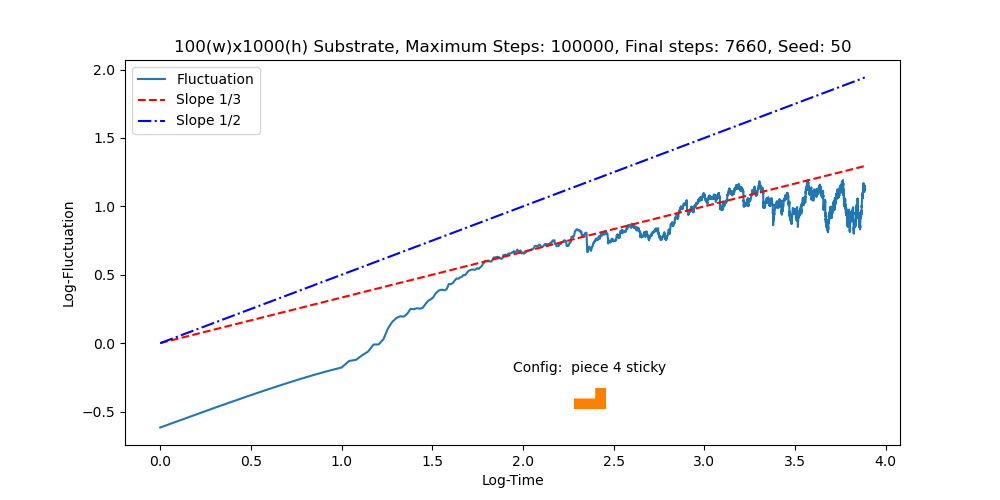 100(w)x1000(h) Substrate, Maximum Steps: 100000, Final steps: 7660, Seed: 50
Fluctuation
Slope 1/3
Slope 1/2
2.0
1.5
1.0
0.5
0.0
−0.5
Log-Fluctuation
Config:  piece 4 sticky
0.0 0.5 1.0 1.5 2.0 2.5 3.0 3.5 4.0
Log-Time